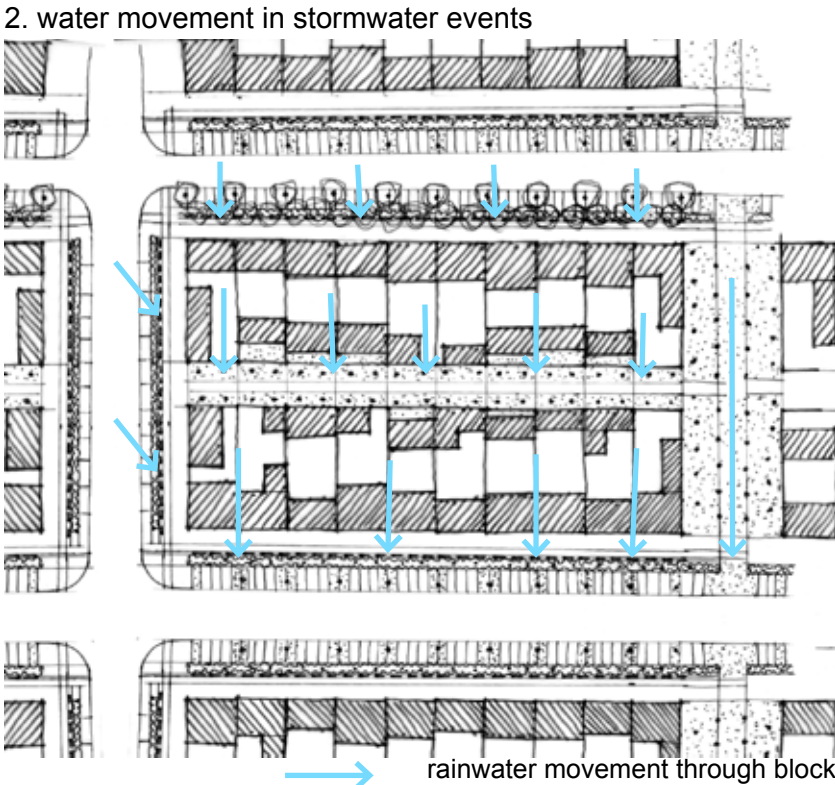 2. water movement in stormwater events
rainwater movement through block